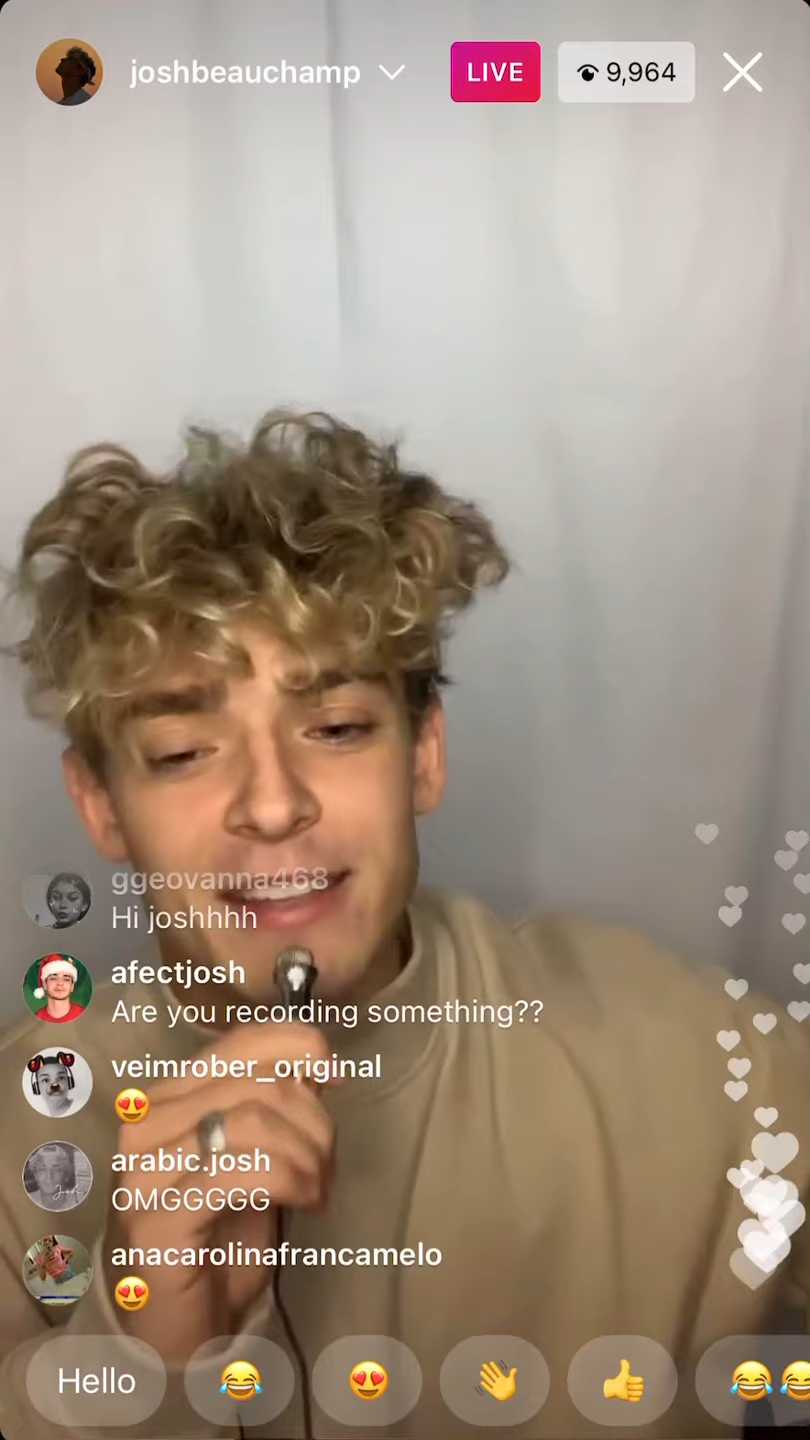 joshbeauchamp
LIVE
9,964
ggeovanna468
Hi joshhhh
afectjosh
Are you recording something??
veimrober_original
😍
arabic.josh
OMGGGGG
anacarolinafrancamelo
😍
Hello 😂 😍 👋 👍 😂😂